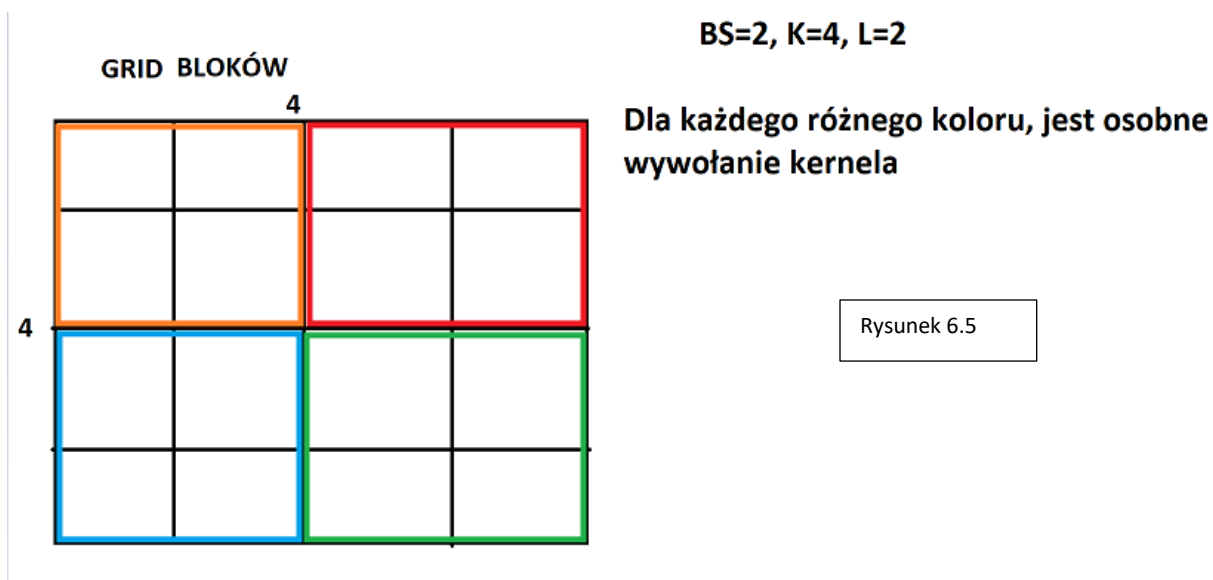 BS=2, K=4, L=2
GRID BLOKÓW
4
Dla każdego różnego koloru, jest osobne
wywołanie kernela
4
Rysunek 6.5